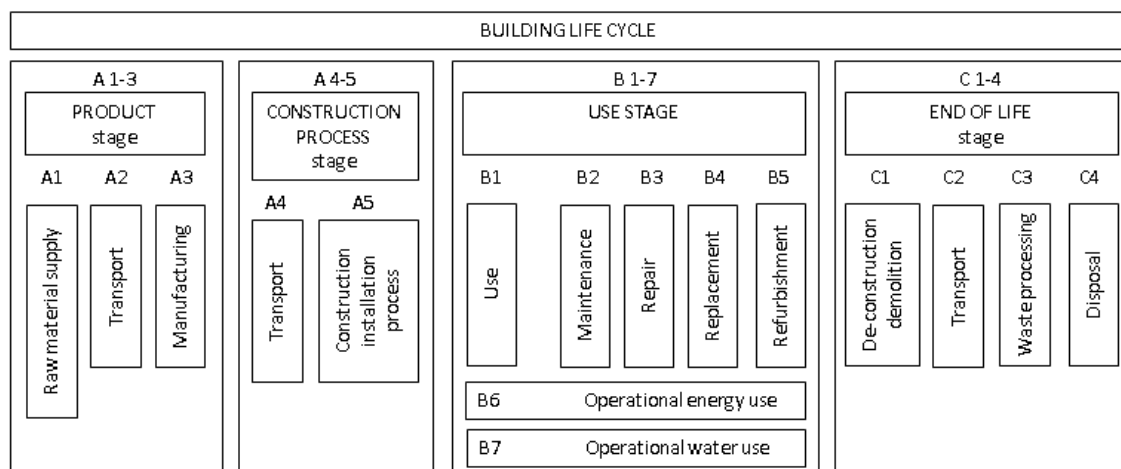 BUILDING LIFE CYCLE
A 1-3
PRODUCT
stage
A1
A2
A3
Raw material supply
Transport
Manufacturing
A 4-5
CONSTRUCTION
PROCESS
stage
A4
A5
Transport
Construction
installation
process
B 1-7
USE STAGE
B1
B2
B3
B4
B5
Use
Maintenance
Repair
Replacement
Refurbishment
B6 Operational energy use
B7 Operational water use
C 1-4
END OF LIFE
stage
C1
C2
C3
C4
De-construction
demolition
Transport
Waste processing
Disposal